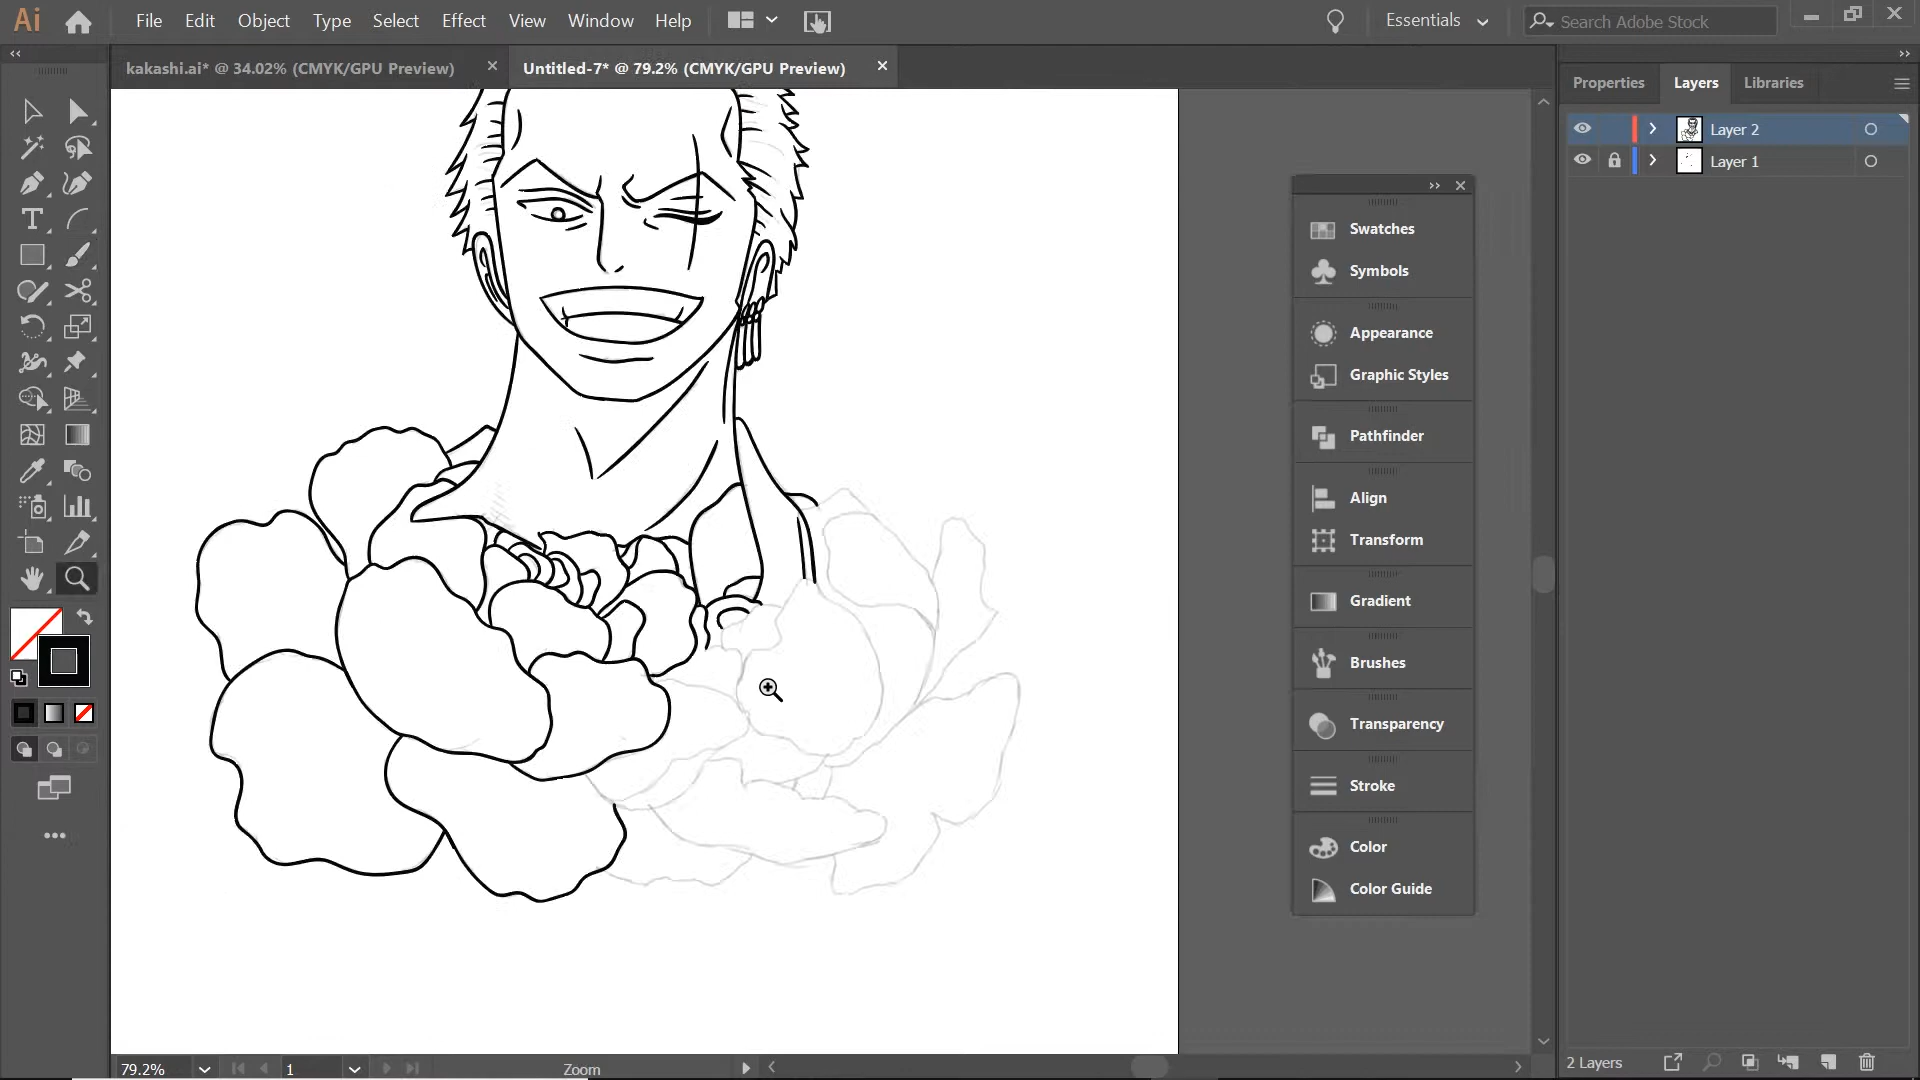 Ai File Edit Object Type Select Effect View Window Help Essentials Search Adobe Stock
kakashi.ai* @ 34.02% (CMYK/GPU Preview) × Untitled-7* @ 79.2% (CMYK/GPU Preview) ×
Properties Layers Libraries
Layer 2
Layer 1
Swatches
Symbols
Appearance
Graphic Styles
Pathfinder
Align
Transform
Gradient
Brushes
Transparency
Stroke
Color
Color Guide
79.2% 1 Zoom
2 Layers